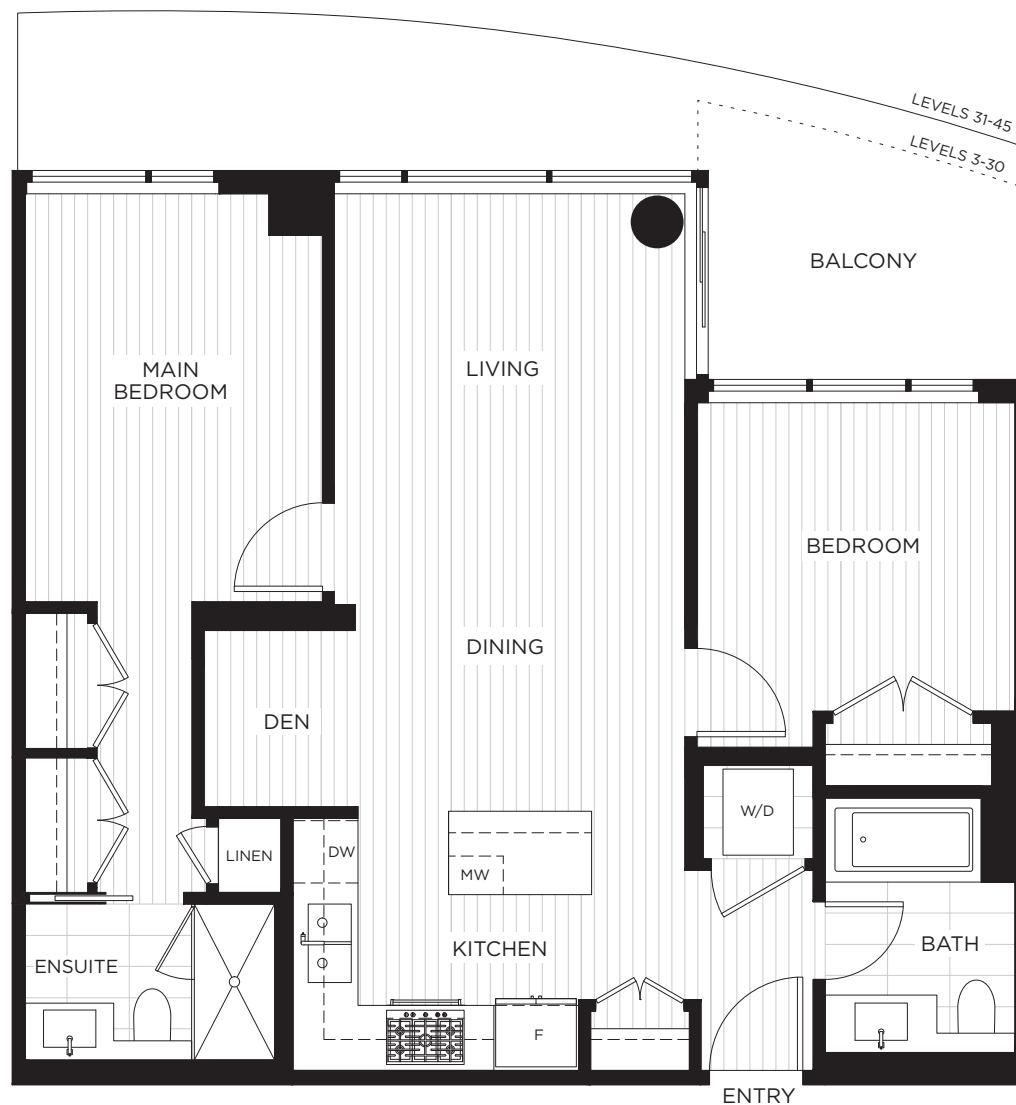 LEVELS 31-45
LEVELS 3-30
BALCONY
MAIN
BEDROOM
LIVING
BEDROOM
DINING
DEN
W/D
DW
LINEN
MW
KITCHEN
BATH
ENSUITE
F
ENTRY